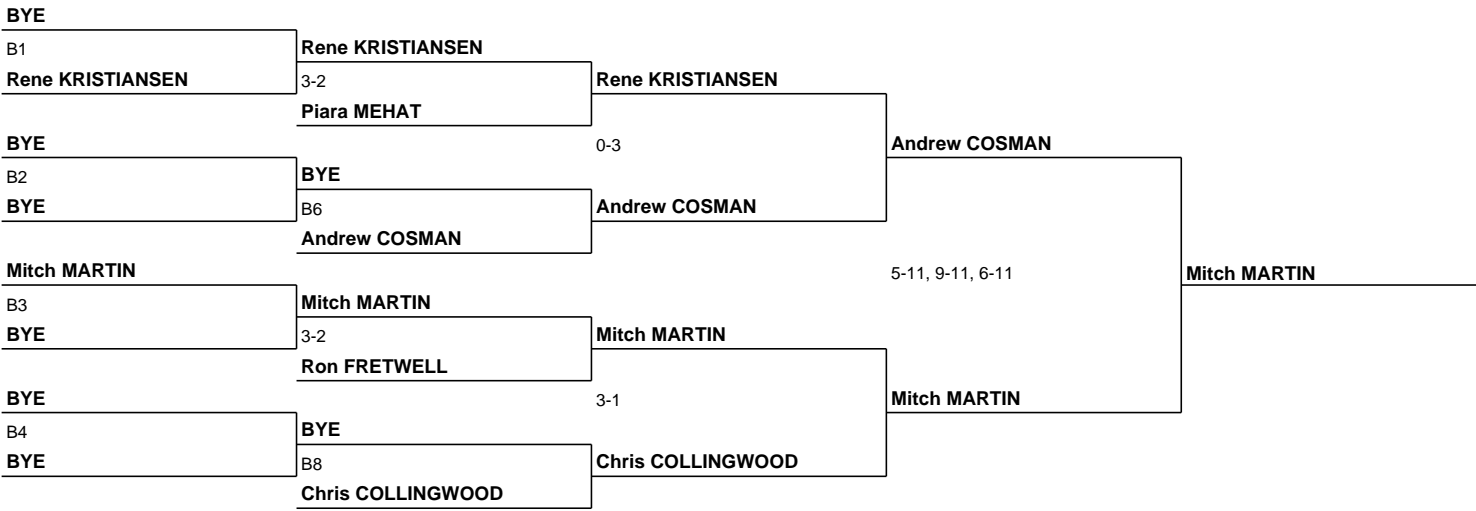 BYE
B1
Rene KRISTIANSEN
Rene KRISTIANSEN
3-2
Piara MEHAT
Rene KRISTIANSEN
0-3
Andrew COSMAN
BYE
B2
BYE
BYE
B6
Andrew COSMAN
Andrew COSMAN
5-11, 9-11, 6-11
Mitch MARTIN
Mitch MARTIN
B3
BYE
Mitch MARTIN
3-2
Ron FRETWELL
Mitch MARTIN
3-1
Mitch MARTIN
BYE
B4
BYE
BYE
B8
Chris COLLINGWOOD
Chris COLLINGWOOD